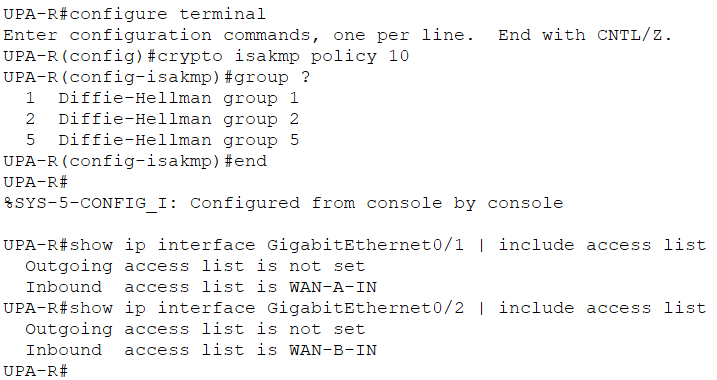 UPA-R#configure terminal
Enter configuration commands, one per line.  End with CNTL/Z.
UPA-R(config)#crypto isakmp policy 10
UPA-R(config-isakmp)#group ?
  1  Diffie-Hellman group 1
  2  Diffie-Hellman group 2
  5  Diffie-Hellman group 5
UPA-R(config-isakmp)#end
UPA-R#
%SYS-5-CONFIG_I: Configured from console by console

UPA-R#show ip interface GigabitEthernet0/1 | include access list
  Outgoing access list is not set
  Inbound  access list is WAN-A-IN
UPA-R#show ip interface GigabitEthernet0/2 | include access list
  Outgoing access list is not set
  Inbound  access list is WAN-B-IN
UPA-R#